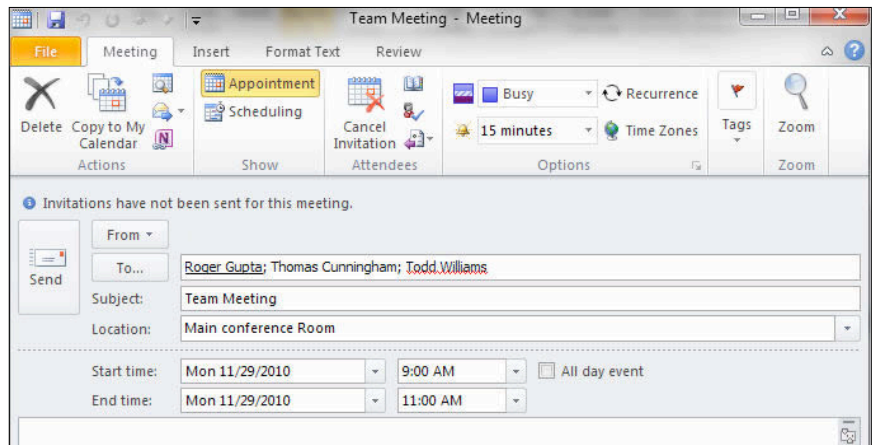 Team Meeting - Meeting
File Meeting Insert Format Text Review
Appointment
Busy
Recurrence
Scheduling
Delete
Copy to My
Calendar
Cancel
Invitation
15 minutes
Time Zones
Tags
Zoom
Actions Show Attendees Options Zoom
Invitations have not been sent for this meeting.
From
Send
To... Roger Gupta; Thomas Cunningham; Todd Williams
Subject: Team Meeting
Location: Main conference Room
Start time: Mon 11/29/2010 9:00 AM All day event
End time: Mon 11/29/2010 11:00 AM